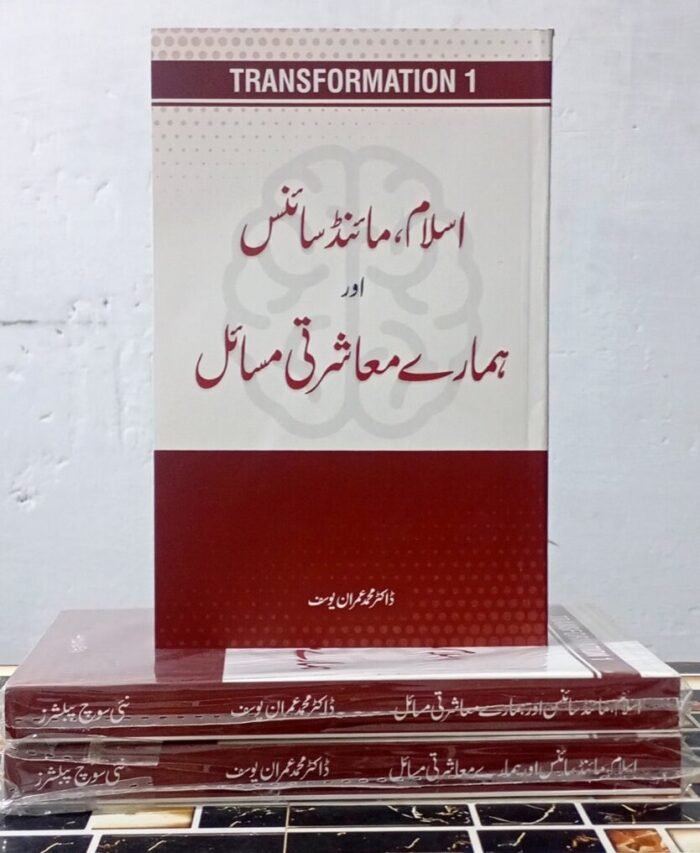 TRANSFORMATION 1
اسلام، مائنڈ سائنس
اور
ہمارے معاشرتی مسائل
ڈاکٹر محمد عمران یوسف
TRANSFORMATION 1
اسلام، مائنڈ سائنس اور ہمارے معاشرتی مسائل ڈاکٹر محمد عمران یوسف نئی سوچ پبلشرز
اسلام، مائنڈ سائنس اور ہمارے معاشرتی مسائل ڈاکٹر محمد عمران یوسف نئی سوچ پبلشرز